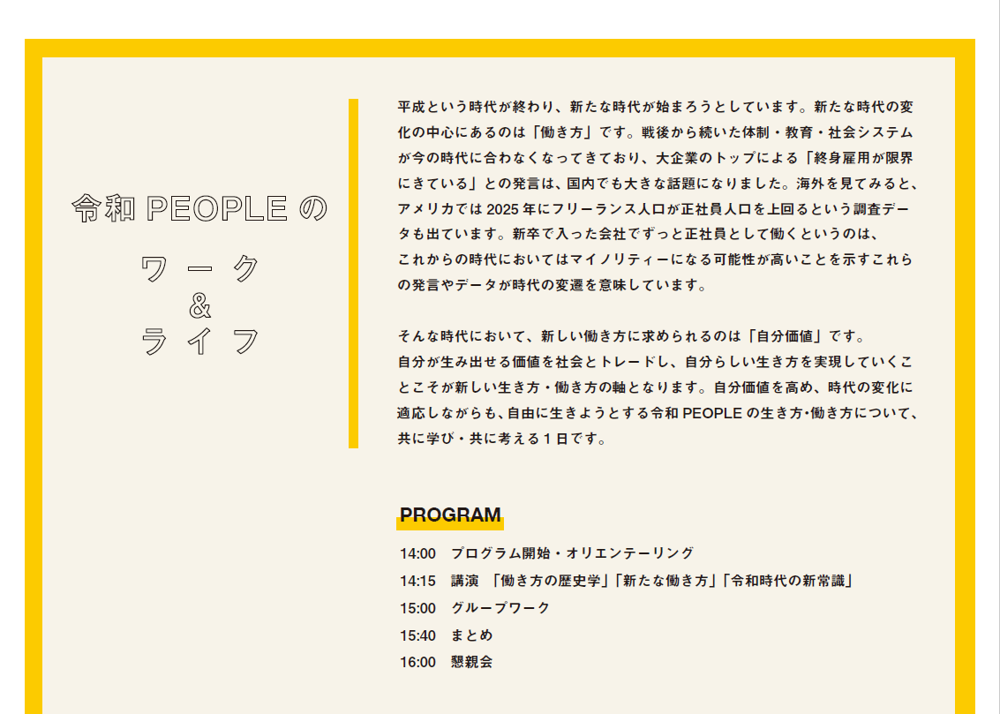 令和 PEOPLE の
ワーク
&
ライフ
平成という時代が終わり、新たな時代が始まろうとしています。新たな時代の変
化の中心にあるのは「働き方」です。戦後から続いた体制・教育・社会システム
が今の時代に合わなくなってきており、大企業のトップによる「終身雇用が限界
にきている」との発言は、国内でも大きな話題になりました。海外を見てみると、
アメリカでは 2025 年にフリーランス人口が正社員人口を上回るという調査デー
タも出ています。新卒で入った会社でずっと正社員として働くというのは、
これからの時代においてはマイノリティーになる可能性が高いことを示すこれら
の発言やデータが時代の変遷を意味しています。
そんな時代において、新しい働き方に求められるのは「自分価値」です。
自分が生み出せる価値を社会とトレードし、自分らしい生き方を実現していくこ
とこそが新しい生き方・働き方の軸となります。自分価値を高め、時代の変化に
適応しながらも、自由に生きようとする令和 PEOPLE の生き方・働き方について、
共に学び・共に考える 1 日です。
PROGRAM
14:00 プログラム開始・オリエンテーリング
14:15 講演 「働き方の歴史学」「新たな働き方」「令和時代の新常識」
15:00 グループワーク
15:40 まとめ
16:00 懇親会